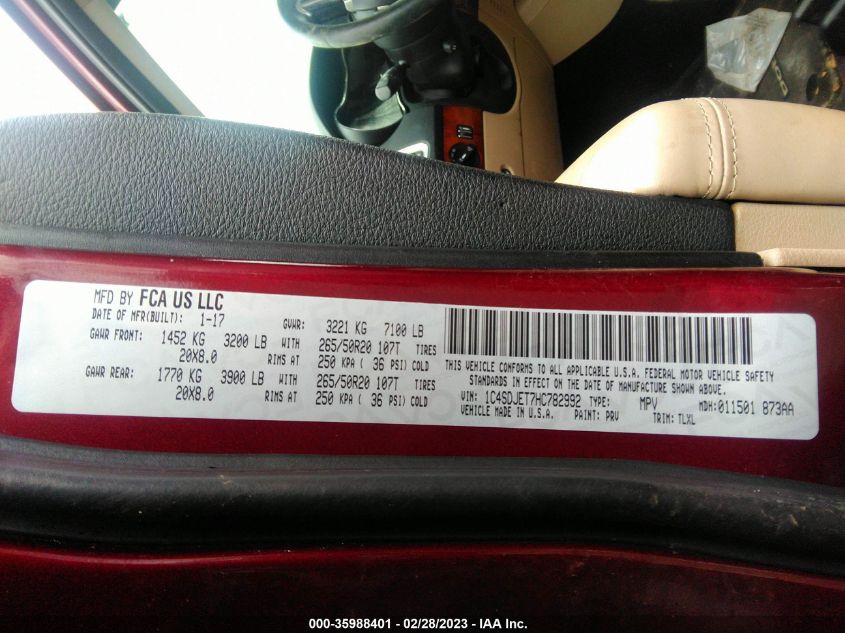 MFD BY FCA US LLC
DATE OF MFR(BUILT): 1-17 GVWR: 3221 KG 7100 LB
GAWR FRONT: 1452 KG 3200 LB WITH 265/50R20 107T TIRES
20X8.0 RIMS AT 250 KPA ( 36 PSI) COLD
GAWR REAR: 1770 KG 3900 LB WITH 265/50R20 107T TIRES
20X8.0 RIMS AT 250 KPA ( 36 PSI) COLD
THIS VEHICLE CONFORMS TO ALL APPLICABLE U.S.A. FEDERAL MOTOR VEHICLE SAFETY
STANDARDS IN EFFECT ON THE DATE OF MANUFACTURE SHOWN ABOVE.
VIN: 1C4SDJET7HC782992 TYPE: MPV MDH:011501 873AA
VEHICLE MADE IN U.S.A. PAINT: PRV TRIM: TLXL
000-35988401 - 02/28/2023 - IAA Inc.